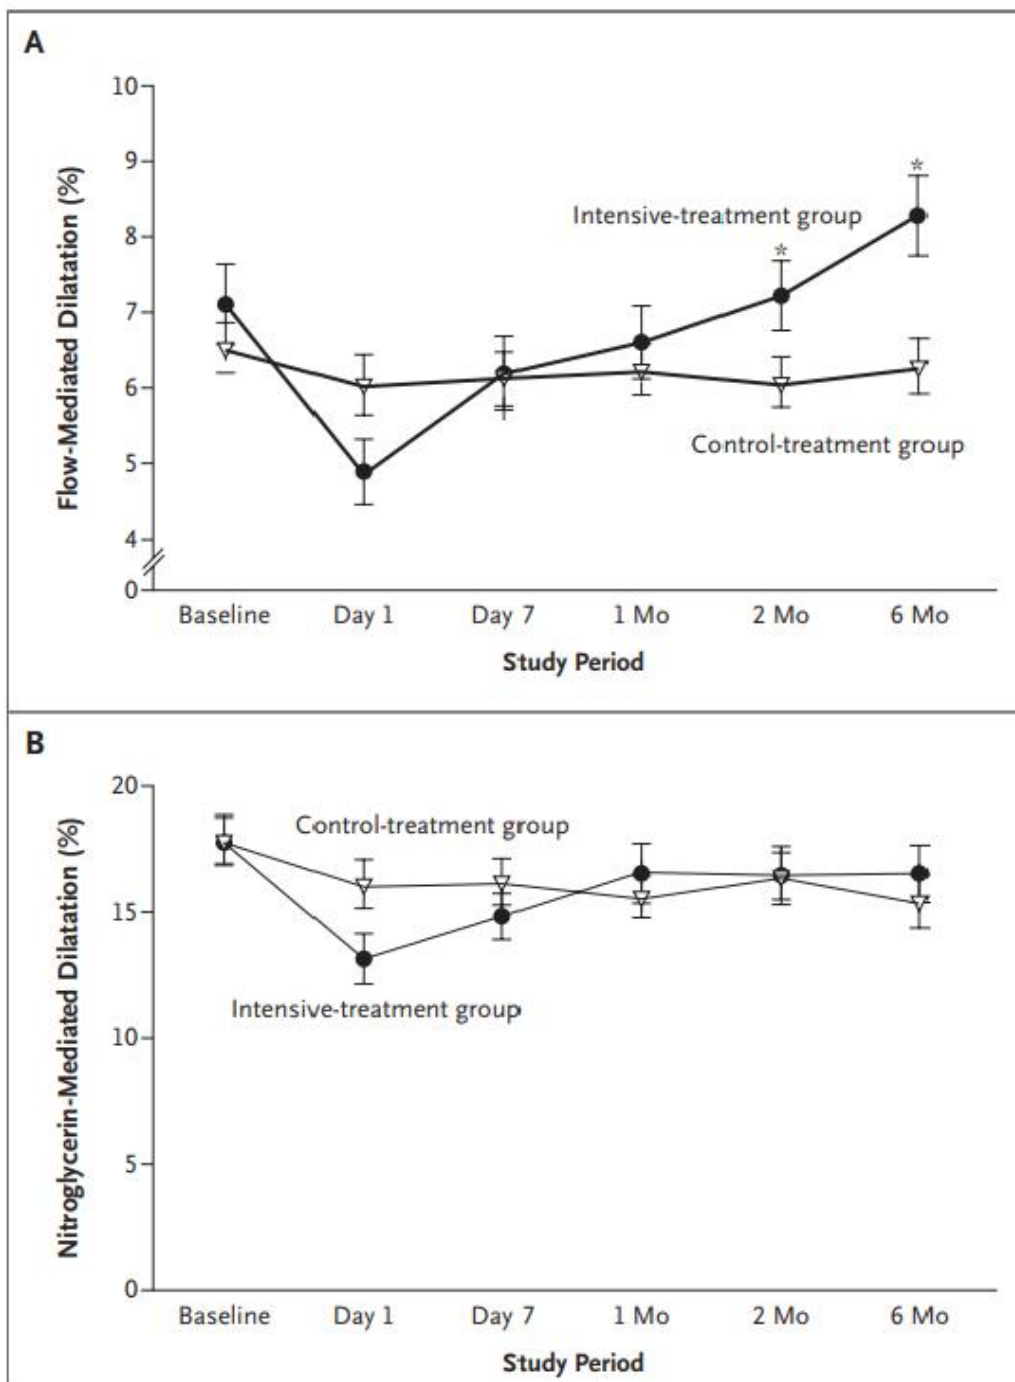 A
10
9
8
7
6
5
4
0
Flow-Mediated Dilatation (%)
*
*
Intensive-treatment group
Control-treatment group
Baseline Day 1 Day 7 1 Mo 2 Mo 6 Mo
Study Period
B
20
15
10
5
0
Nitroglycerin-Mediated Dilatation (%)
Control-treatment group
Intensive-treatment group
Baseline Day 1 Day 7 1 Mo 2 Mo 6 Mo
Study Period